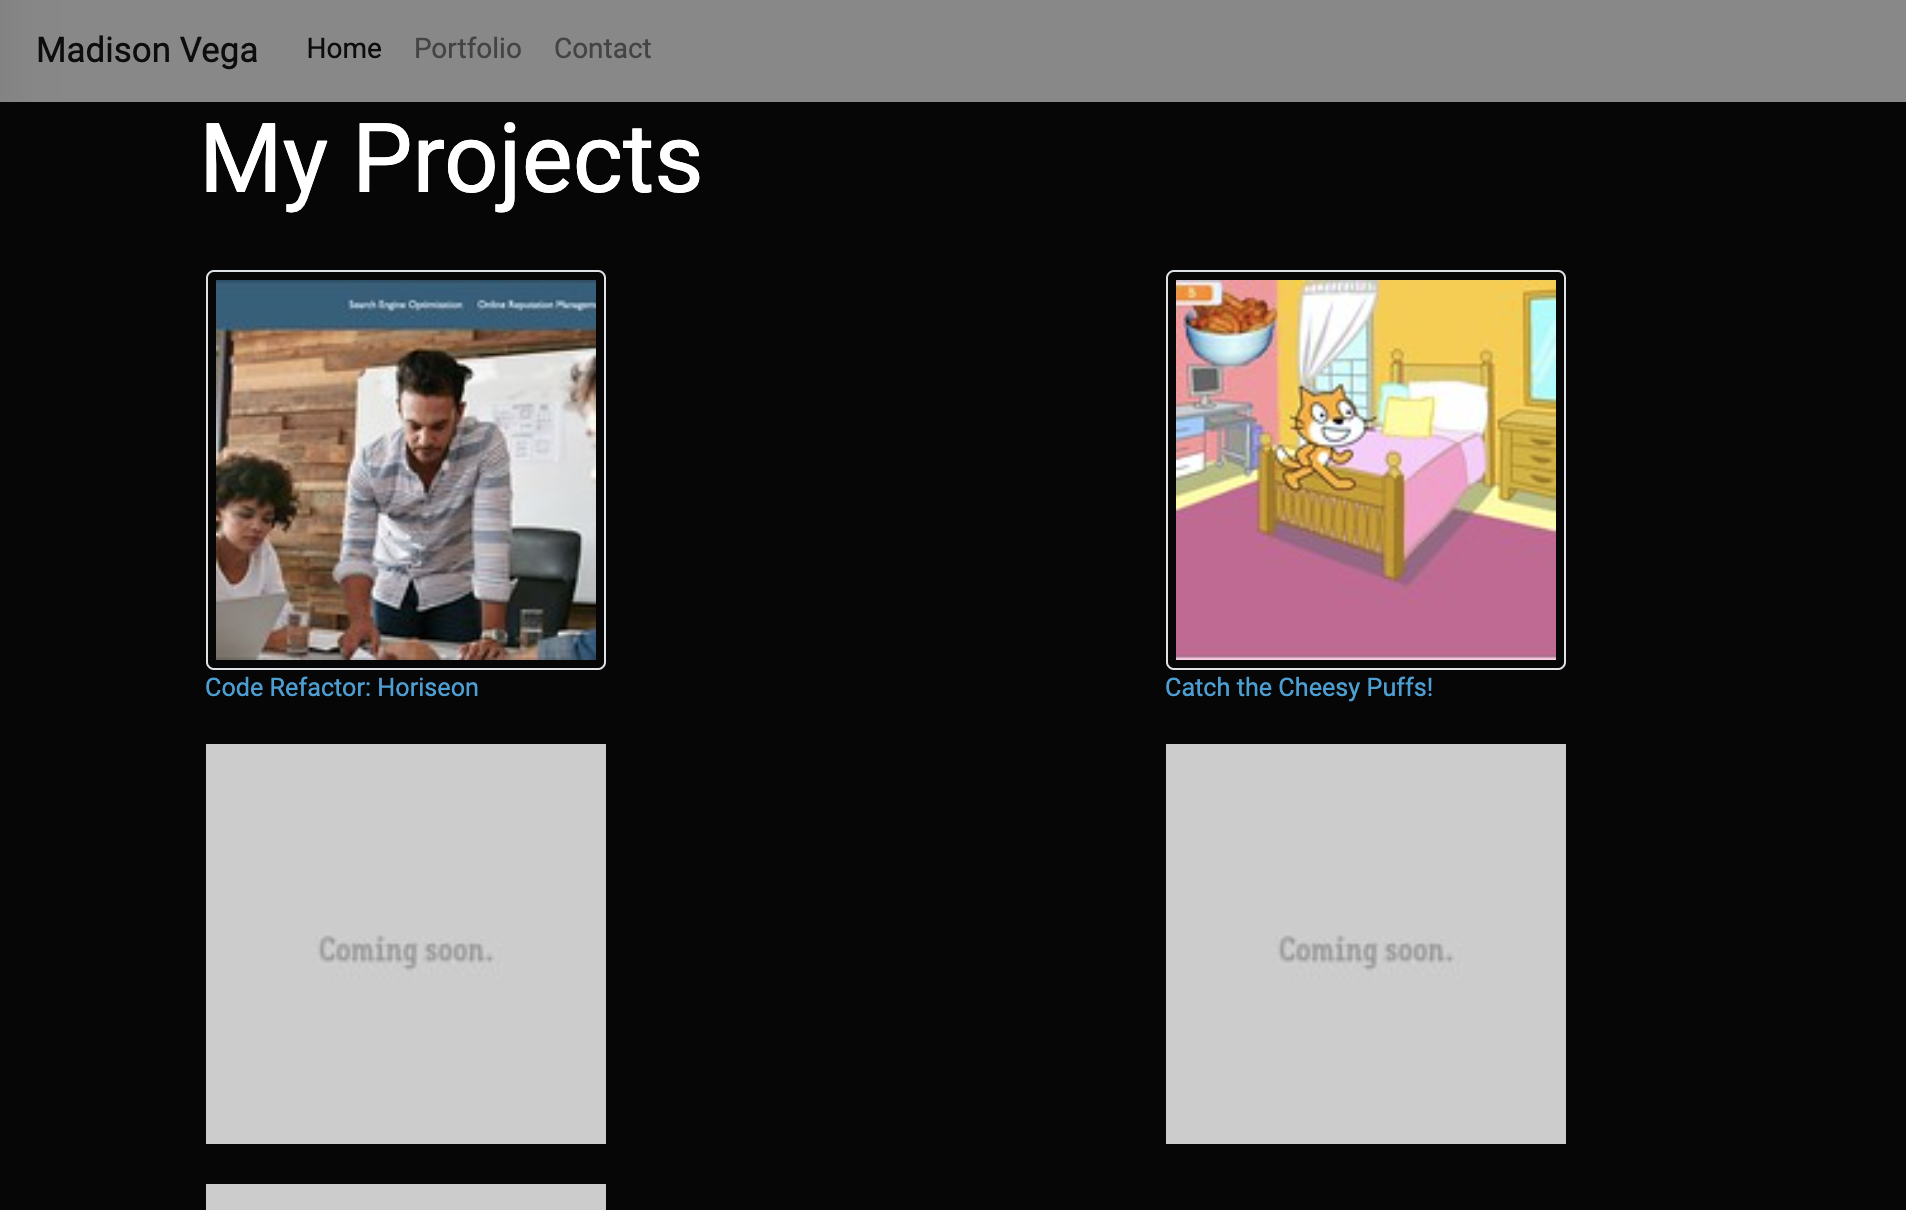 Madison Vega Home Portfolio Contact
My Projects
Search Engine Optimization Online Reputation Managem
5
Code Refactor: Horiseon
Catch the Cheesy Puffs!
Coming soon.
Coming soon.